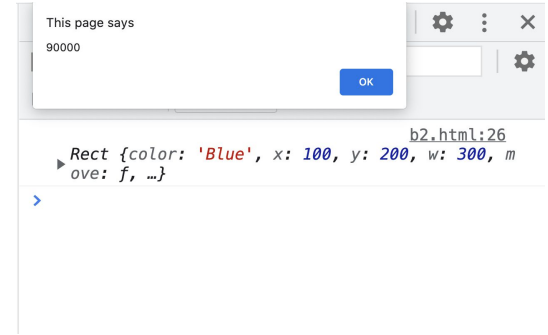 This page says
90000
OK
b2.html:26
Rect {color: 'Blue', x: 100, y: 200, w: 300, m
ove: f, …}